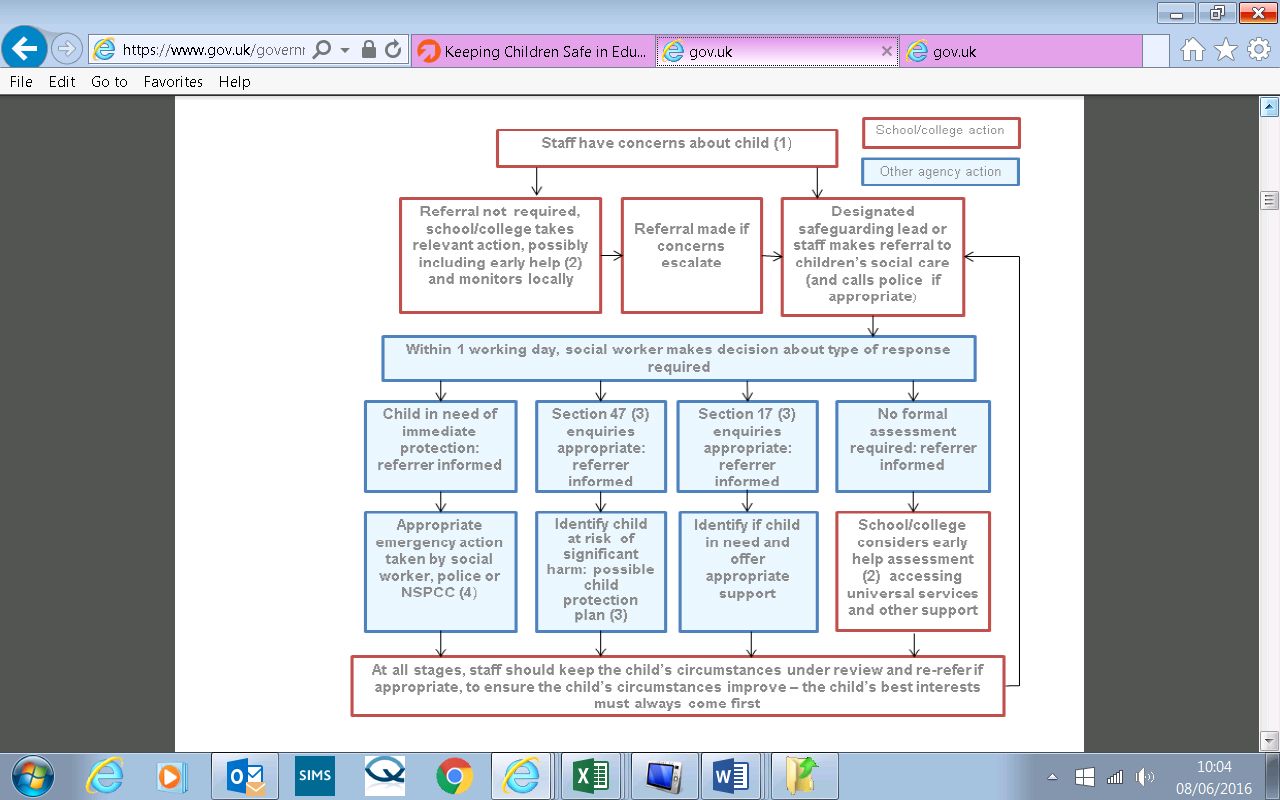 https://www.gov.uk/governi
Keeping Children Safe in Edu...
gov.uk
gov.uk
File Edit Go to Favorites Help
Staff have concerns about child (1)
School/college action
Other agency action
Referral not required,
school/college takes
relevant action, possibly
including early help (2)
and monitors locally
Referral made if
concerns
escalate
Designated
safeguarding lead or
staff makes referral to
children's social care
(and calls police if
appropriate)
Within 1 working day, social worker makes decision about type of response
required
Child in need of
immediate
protection:
referrer informed
Section 47 (3)
enquiries
appropriate:
referrer
informed
Section 17 (3)
enquiries
appropriate:
referrer
informed
No formal
assessment
required: referrer
informed
Appropriate
emergency action
taken by social
worker, police or
NSPCC (4)
Identify child
at risk of
significant
harm: possible
child
protection
plan (3)
Identify if child
in need and
offer
appropriate
support
School/college
considers early
help assessment
(2) accessing
universal services
and other support
At all stages, staff should keep the child's circumstances under review and re-refer if
appropriate, to ensure the child's circumstances improve – the child's best interests
must always come first
SIMS
10:04
08/06/2016